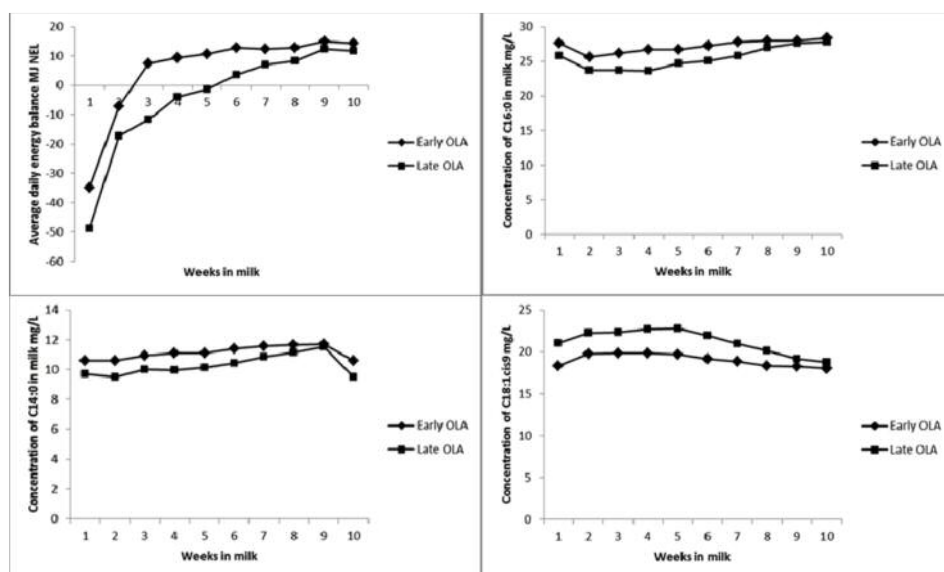 Average daily energy balance MJ NEL
20
10
0
-10
-20
-30
-40
-50
-60
1 2 3 4 5 6 7 8 9 10
Early OLA
Late OLA
Weeks in milk
Concentration of C16:0 in milk mg/L
30
25
20
15
10
5
0
1 2 3 4 5 6 7 8 9 10
Early OLA
Late OLA
Weeks in milk
Concentration of C14:0 in milk mg/L
14
12
10
8
6
4
2
0
1 2 3 4 5 6 7 8 9 10
Early OLA
Late OLA
Weeks in milk
Concentration of C18:1cis9 mg/L
25
20
15
10
5
0
1 2 3 4 5 6 7 8 9 10
Early OLA
Late OLA
Weeks in milk